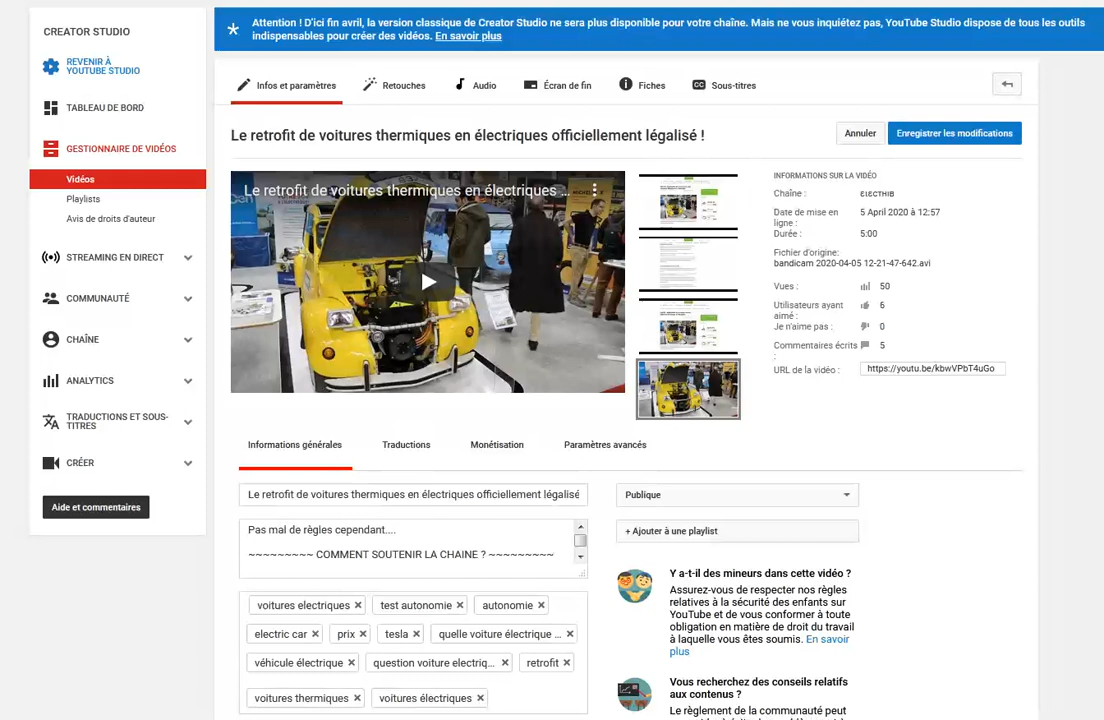 CREATOR STUDIO
REVENIR À
YOUTUBE STUDIO
TABLEAU DE BORD
GESTIONNAIRE DE VIDÉOS
Vidéos
Playlists
Avis de droits d'auteur
STREAMING EN DIRECT
COMMUNAUTÉ
CHAÎNE
ANALYTICS
TRADUCTIONS ET SOUS-
TITRES
CRÉER
Aide et commentaires
Attention ! D'ici fin avril, la version classique de Creator Studio ne sera plus disponible pour votre chaîne. Mais ne vous inquiétez pas, YouTube Studio dispose de tous les outils
indispensables pour créer des vidéos. En savoir plus
Infos et paramètres
Retouches
Audio
Écran de fin
Fiches
CC Sous-titres
Le retrofit de voitures thermiques en électriques officiellement légalisé !
Annuler
Enregistrer les modifications
Le retrofit de voitures thermiques en électriques ...
INFORMATIONS SUR LA VIDÉO
Chaîne :
Date de mise en 5 April 2020 à 12:57
ligne :
Durée : 5:00
Fichier d'origine:
bandicam 2020-04-05 12-21-47-642.avi
Vues : 50
Utilisateurs ayant 6
aimé :
Je n'aime pas : 0
Commentaires écrits 5
:
URL de la vidéo : https://youtu.be/kbwVPbT4uGo
Informations générales
Traductions
Monétisation
Paramètres avancés
Le retrofit de voitures thermiques en électriques officiellement légalisé
Pas mal de règles cependant....
~~~~~~~~~ COMMENT SOUTENIR LA CHAINE ? ~~~~~~~~~
voitures electriques × test autonomie × autonomie ×
electric car × prix × tesla × quelle voiture électrique ... ×
véhicule électrique × question voiture electriq... × retrofit ×
voitures thermiques × voitures électriques ×
Publique
+ Ajouter à une playlist
Y a-t-il des mineurs dans cette vidéo ?
Assurez-vous de respecter nos règles
relatives à la sécurité des enfants sur
YouTube et de vous conformer à toute
obligation en matière de droit du travail
à laquelle vous êtes soumis. En savoir
plus
Vous recherchez des conseils relatifs
aux contenus ?
Le règlement de la communauté peut